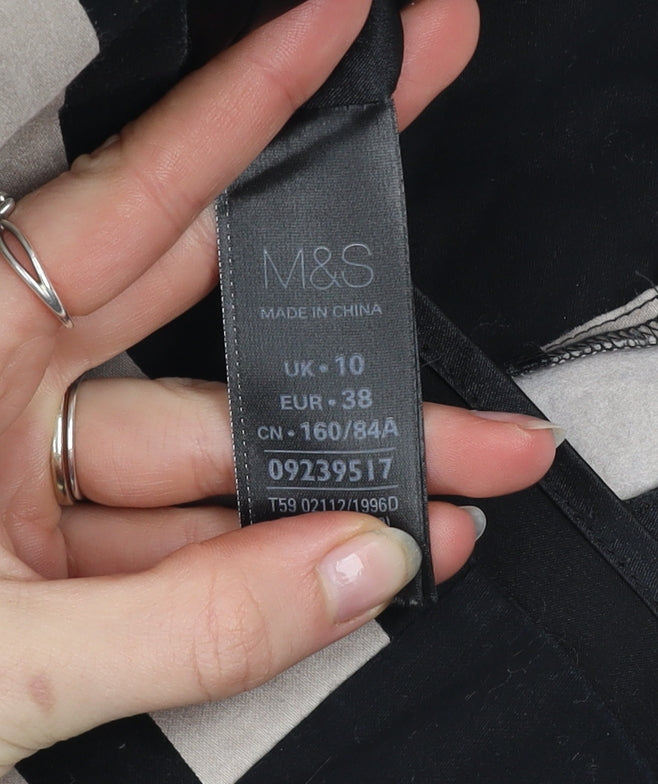 M&S
MADE IN CHINA
UK • 10
EUR • 38
CN • 160/84A
09239517
T59 02112/1996D